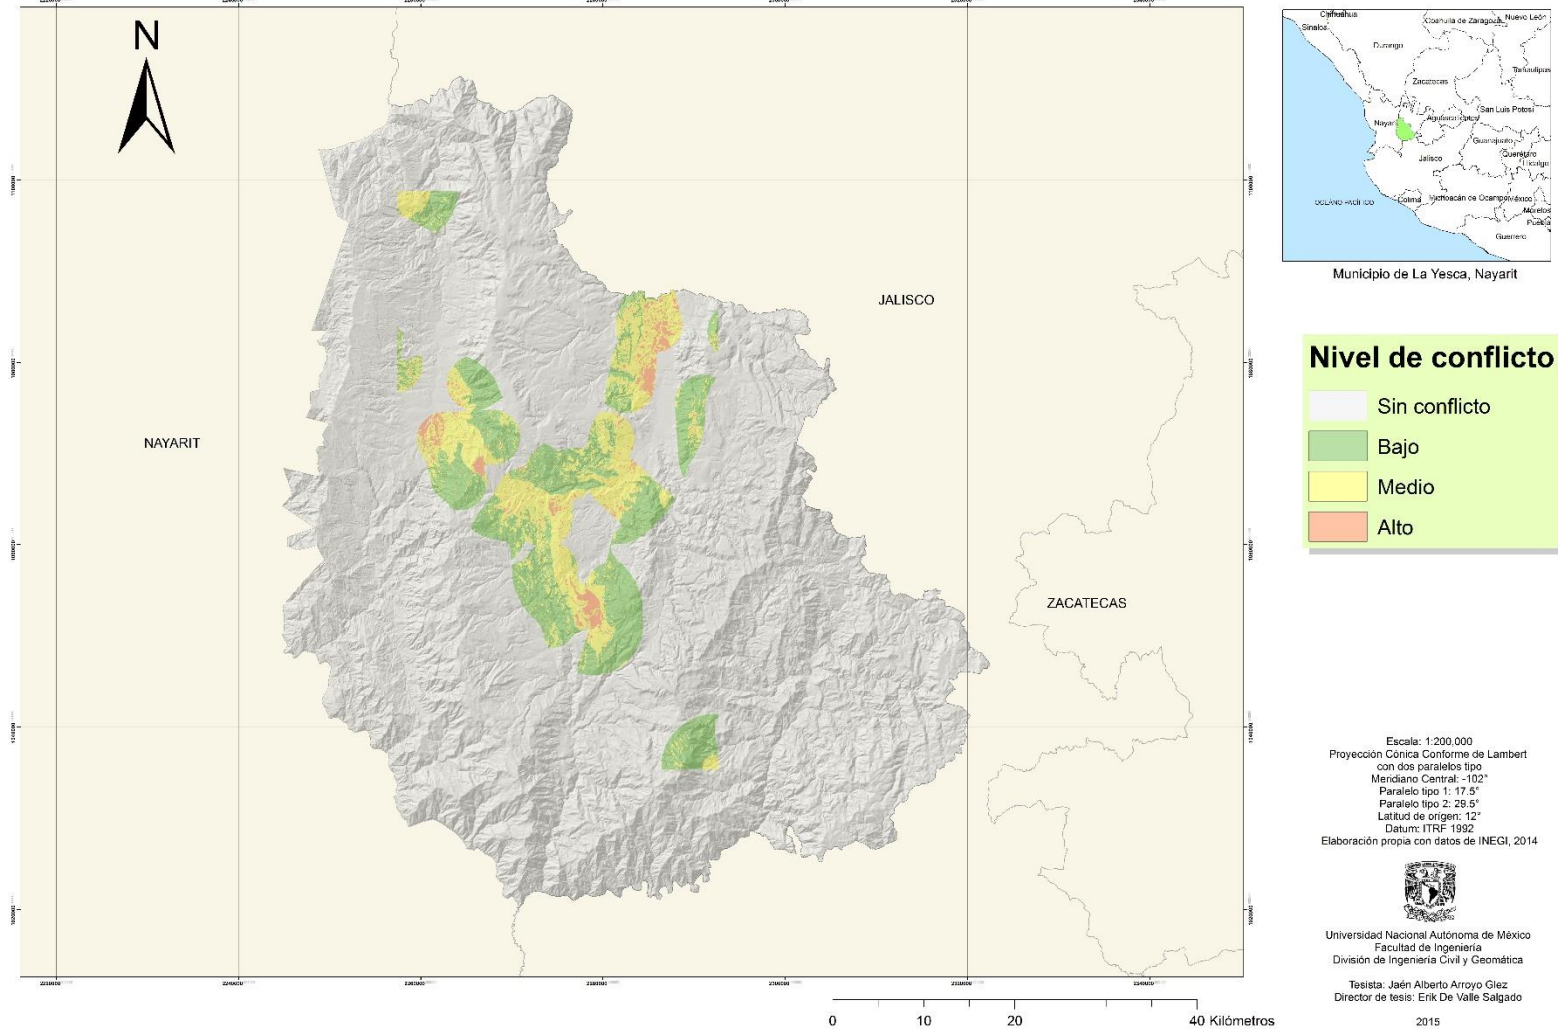 N
JALISCO
NAYARIT
ZACATECAS
Chihuahua
Coahuila de Zaragoza
Nuevo León
Sinaloa
Durango
Tamaulipas
Zacatecas
San Luis Potosí
Nayarit
Aguascalientes
Guanajuato
Querétaro
Hidalgo
Jalisco
OCEÁNO PACÍFICO
Colima
Michoacán de Ocampo
México
Morelos
Puebla
Guerrero
Municipio de La Yesca, Nayarit
Nivel de conflicto
Sin conflicto
Bajo
Medio
Alto
Escala: 1:200,000
Proyección Cónica Conforme de Lambert
con dos paralelos tipo
Meridiano Central: -102°
Paralelo tipo 1: 17.5°
Paralelo tipo 2: 29.5°
Latitud de origen: 12°
Datum: ITRF 1992
Elaboración propia con datos de INEGI, 2014
Universidad Nacional Autónoma de México
Facultad de Ingeniería
División de Ingeniería Civil y Geomática
Tesista: Jaén Alberto Arroyo Glez
Director de tesis: Erik De Valle Salgado
2015
0 10 20 40 Kilómetros